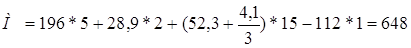 Ì = 196 * 5 + 28,9 * 2 + (52,3 + 4,1/3) * 15 − 112 * 1 = 648